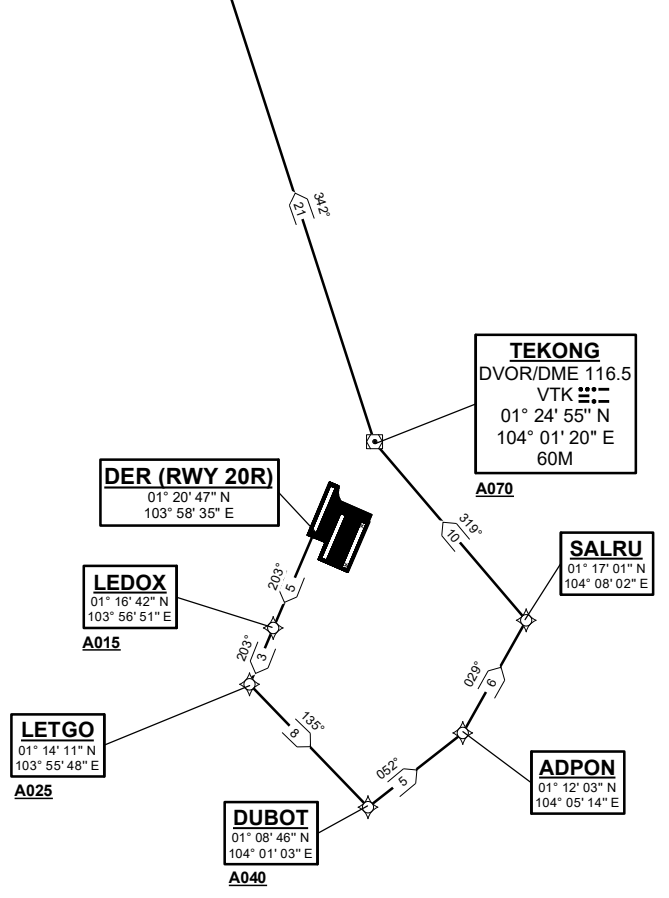 342°
21
TEKONG
DVOR/DME 116.5
VTK
01° 24' 55" N
104° 01' 20" E
60M
A070
DER (RWY 20R)
01° 20' 47" N
103° 58' 35" E
319°
10
SALRU
01° 17' 01" N
104° 08' 02" E
203°
5
LEDOX
01° 16' 42" N
103° 56' 51" E
A015
203°
3
029°
6
LETGO
01° 14' 11" N
103° 55' 48" E
A025
135°
8
052°
5
ADPON
01° 12' 03" N
104° 05' 14" E
DUBOT
01° 08' 46" N
104° 01' 03" E
A040